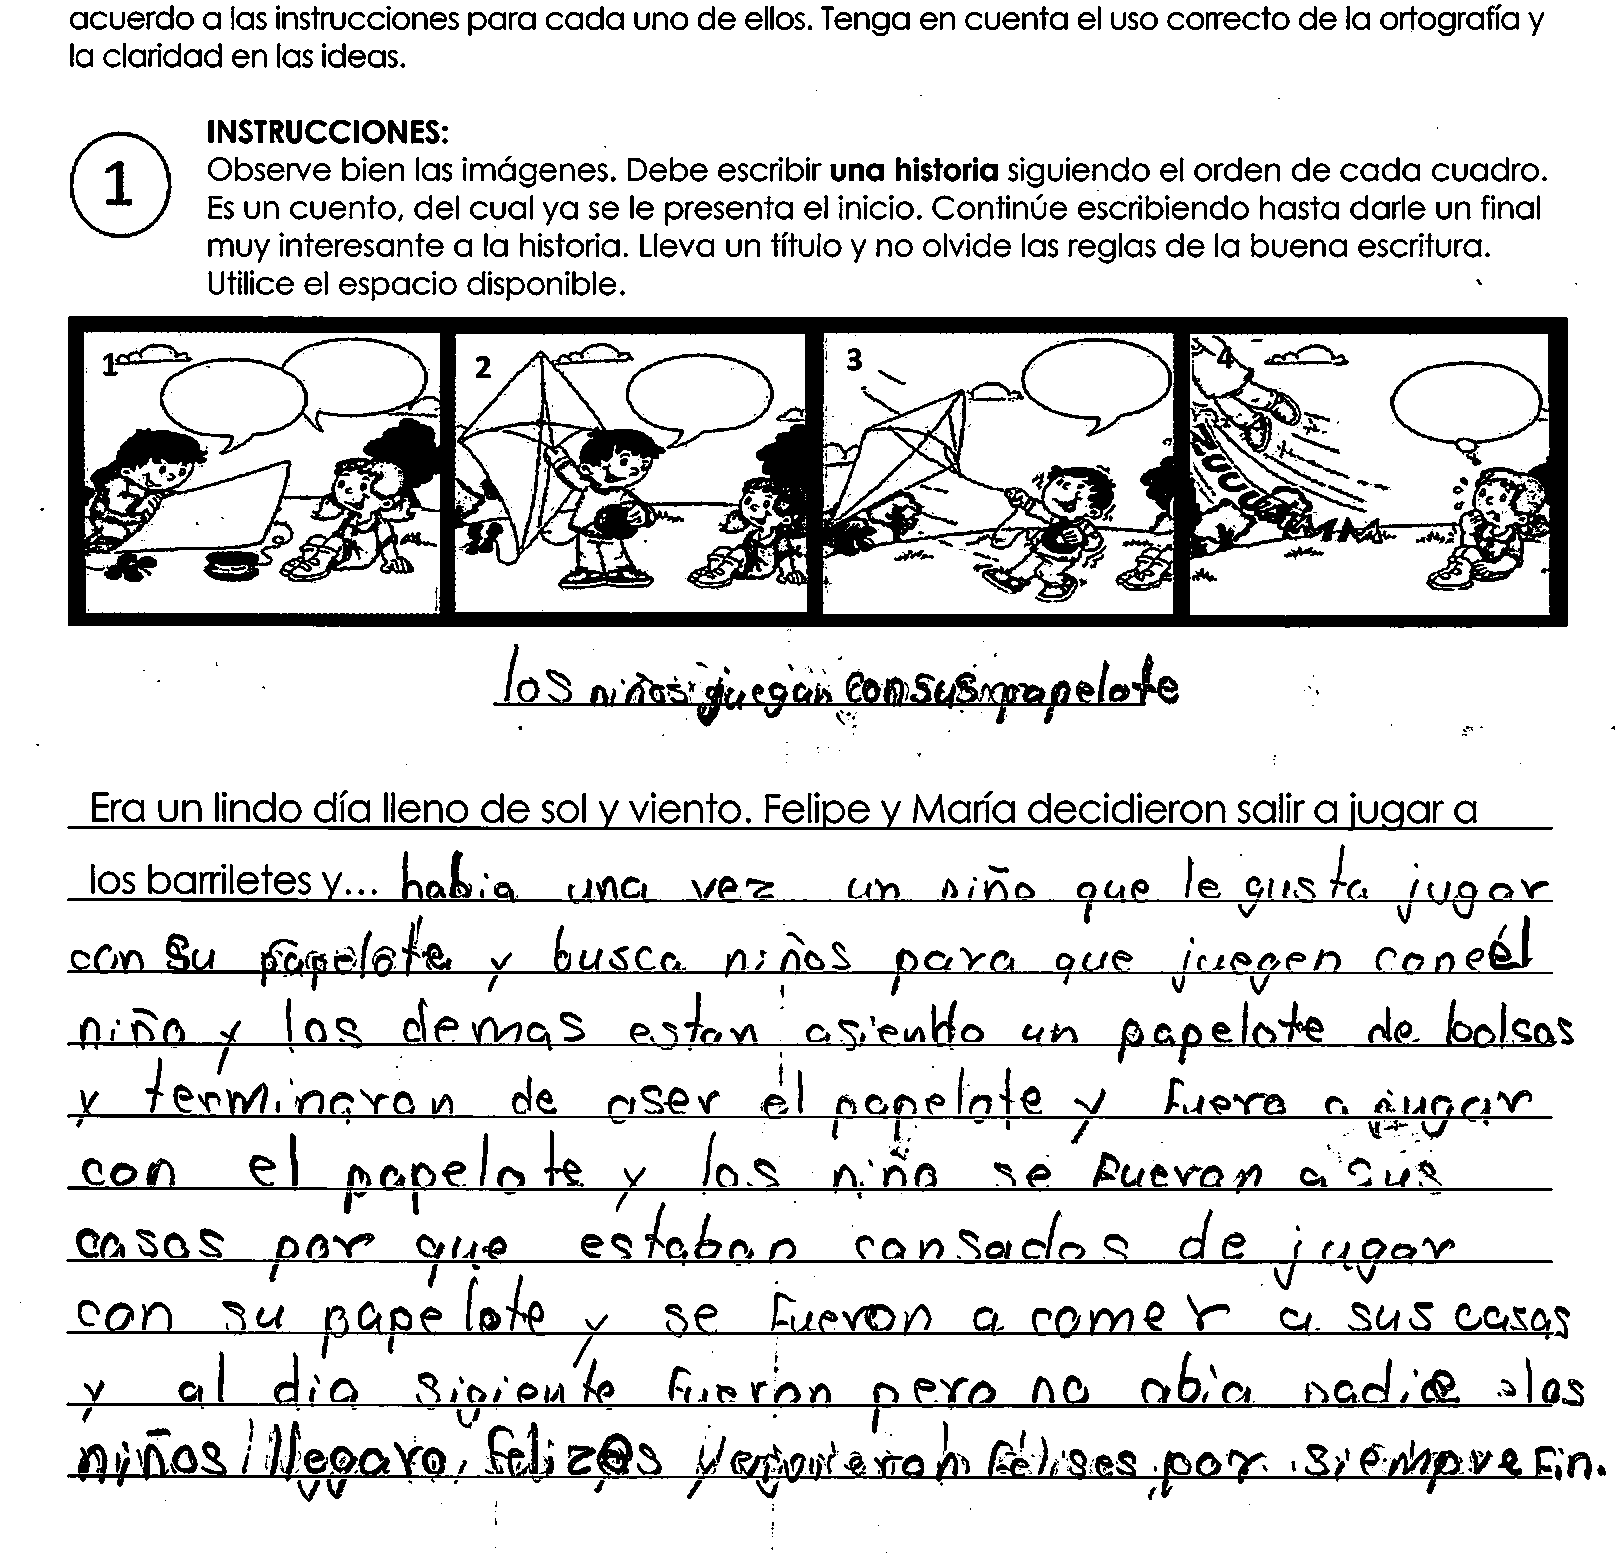 acuerdo a las instrucciones para cada uno de ellos. Tenga en cuenta el uso correcto de la ortografía y
la claridad en las ideas.
1
INSTRUCCIONES:
Observe bien las imágenes. Debe escribir una historia siguiendo el orden de cada cuadro.
Es un cuento, del cual ya se le presenta el inicio. Continúe escribiendo hasta darle un final
muy interesante a la historia. Lleva un título y no olvide las reglas de la buena escritura.
Utilice el espacio disponible.
1 2 3 4
los niños juegan con sus papelote
Era un lindo día lleno de sol y viento. Felipe y María decidieron salir a jugar a
los barriletes y... habia una vez un niño que le gusta jugar
con su papelote y busca niños para que juegen con el
niño y los demas estan asiendo un papelote de bolsas
y terminaron de aser el papelote y fuero a jugar
con el papelote y los niño se fueron a sus
casas por que estaban cansados de jugar
con su papelote y se fueron a comer a sus casas
y al dia sigiente fueron pero no abia nadie los
niños llegaro felizes y felises por siempre Fin.